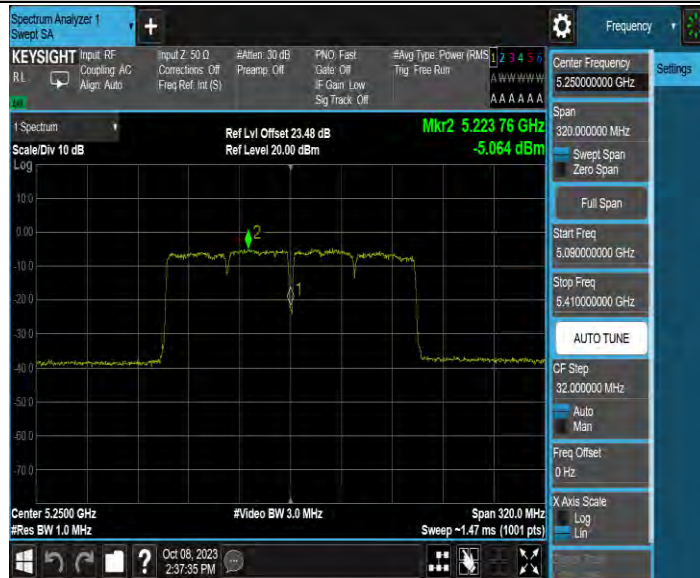 Spectrum Analyzer 1
Swept SA
+
Frequency
KEYSIGHT
RL
Input: RF
Coupling: AC
Align: Auto
Input Z: 50 Ω
Corrections: Off
Freq Ref: Int (S)
#Atten: 30 dB
Preamp: Off
PNO: Fast
Gate: Off
IF Gain: Low
Sig Track: Off
#Avg Type: Power (RMS
Trig: Free Run
1 2 3 4 5 6
A W W W W W
A A A A A A
Center Frequency
5.250000000 GHz
Settings
Span
320.000000 MHz
Swept Span
Zero Span
Full Span
Start Freq
5.090000000 GHz
Stop Freq
5.410000000 GHz
AUTO TUNE
CF Step
32.000000 MHz
Auto
Man
Freq Offset
0 Hz
X Axis Scale
Log
Lin
1 Spectrum
Scale/Div 10 dB
Ref Lvl Offset 23.48 dB
Ref Level 20.00 dBm
Mkr2 5.223 76 GHz
-5.064 dBm
Log
10.0
0.00
-10.0
-20.0
-30.0
-40.0
-50.0
-60.0
-70.0
2
1
Center 5.2500 GHz
#Res BW 1.0 MHz
#Video BW 3.0 MHz
Span 320.0 MHz
Sweep ~1.47 ms (1001 pts)
?
Oct 08, 2023
2:37:35 PM